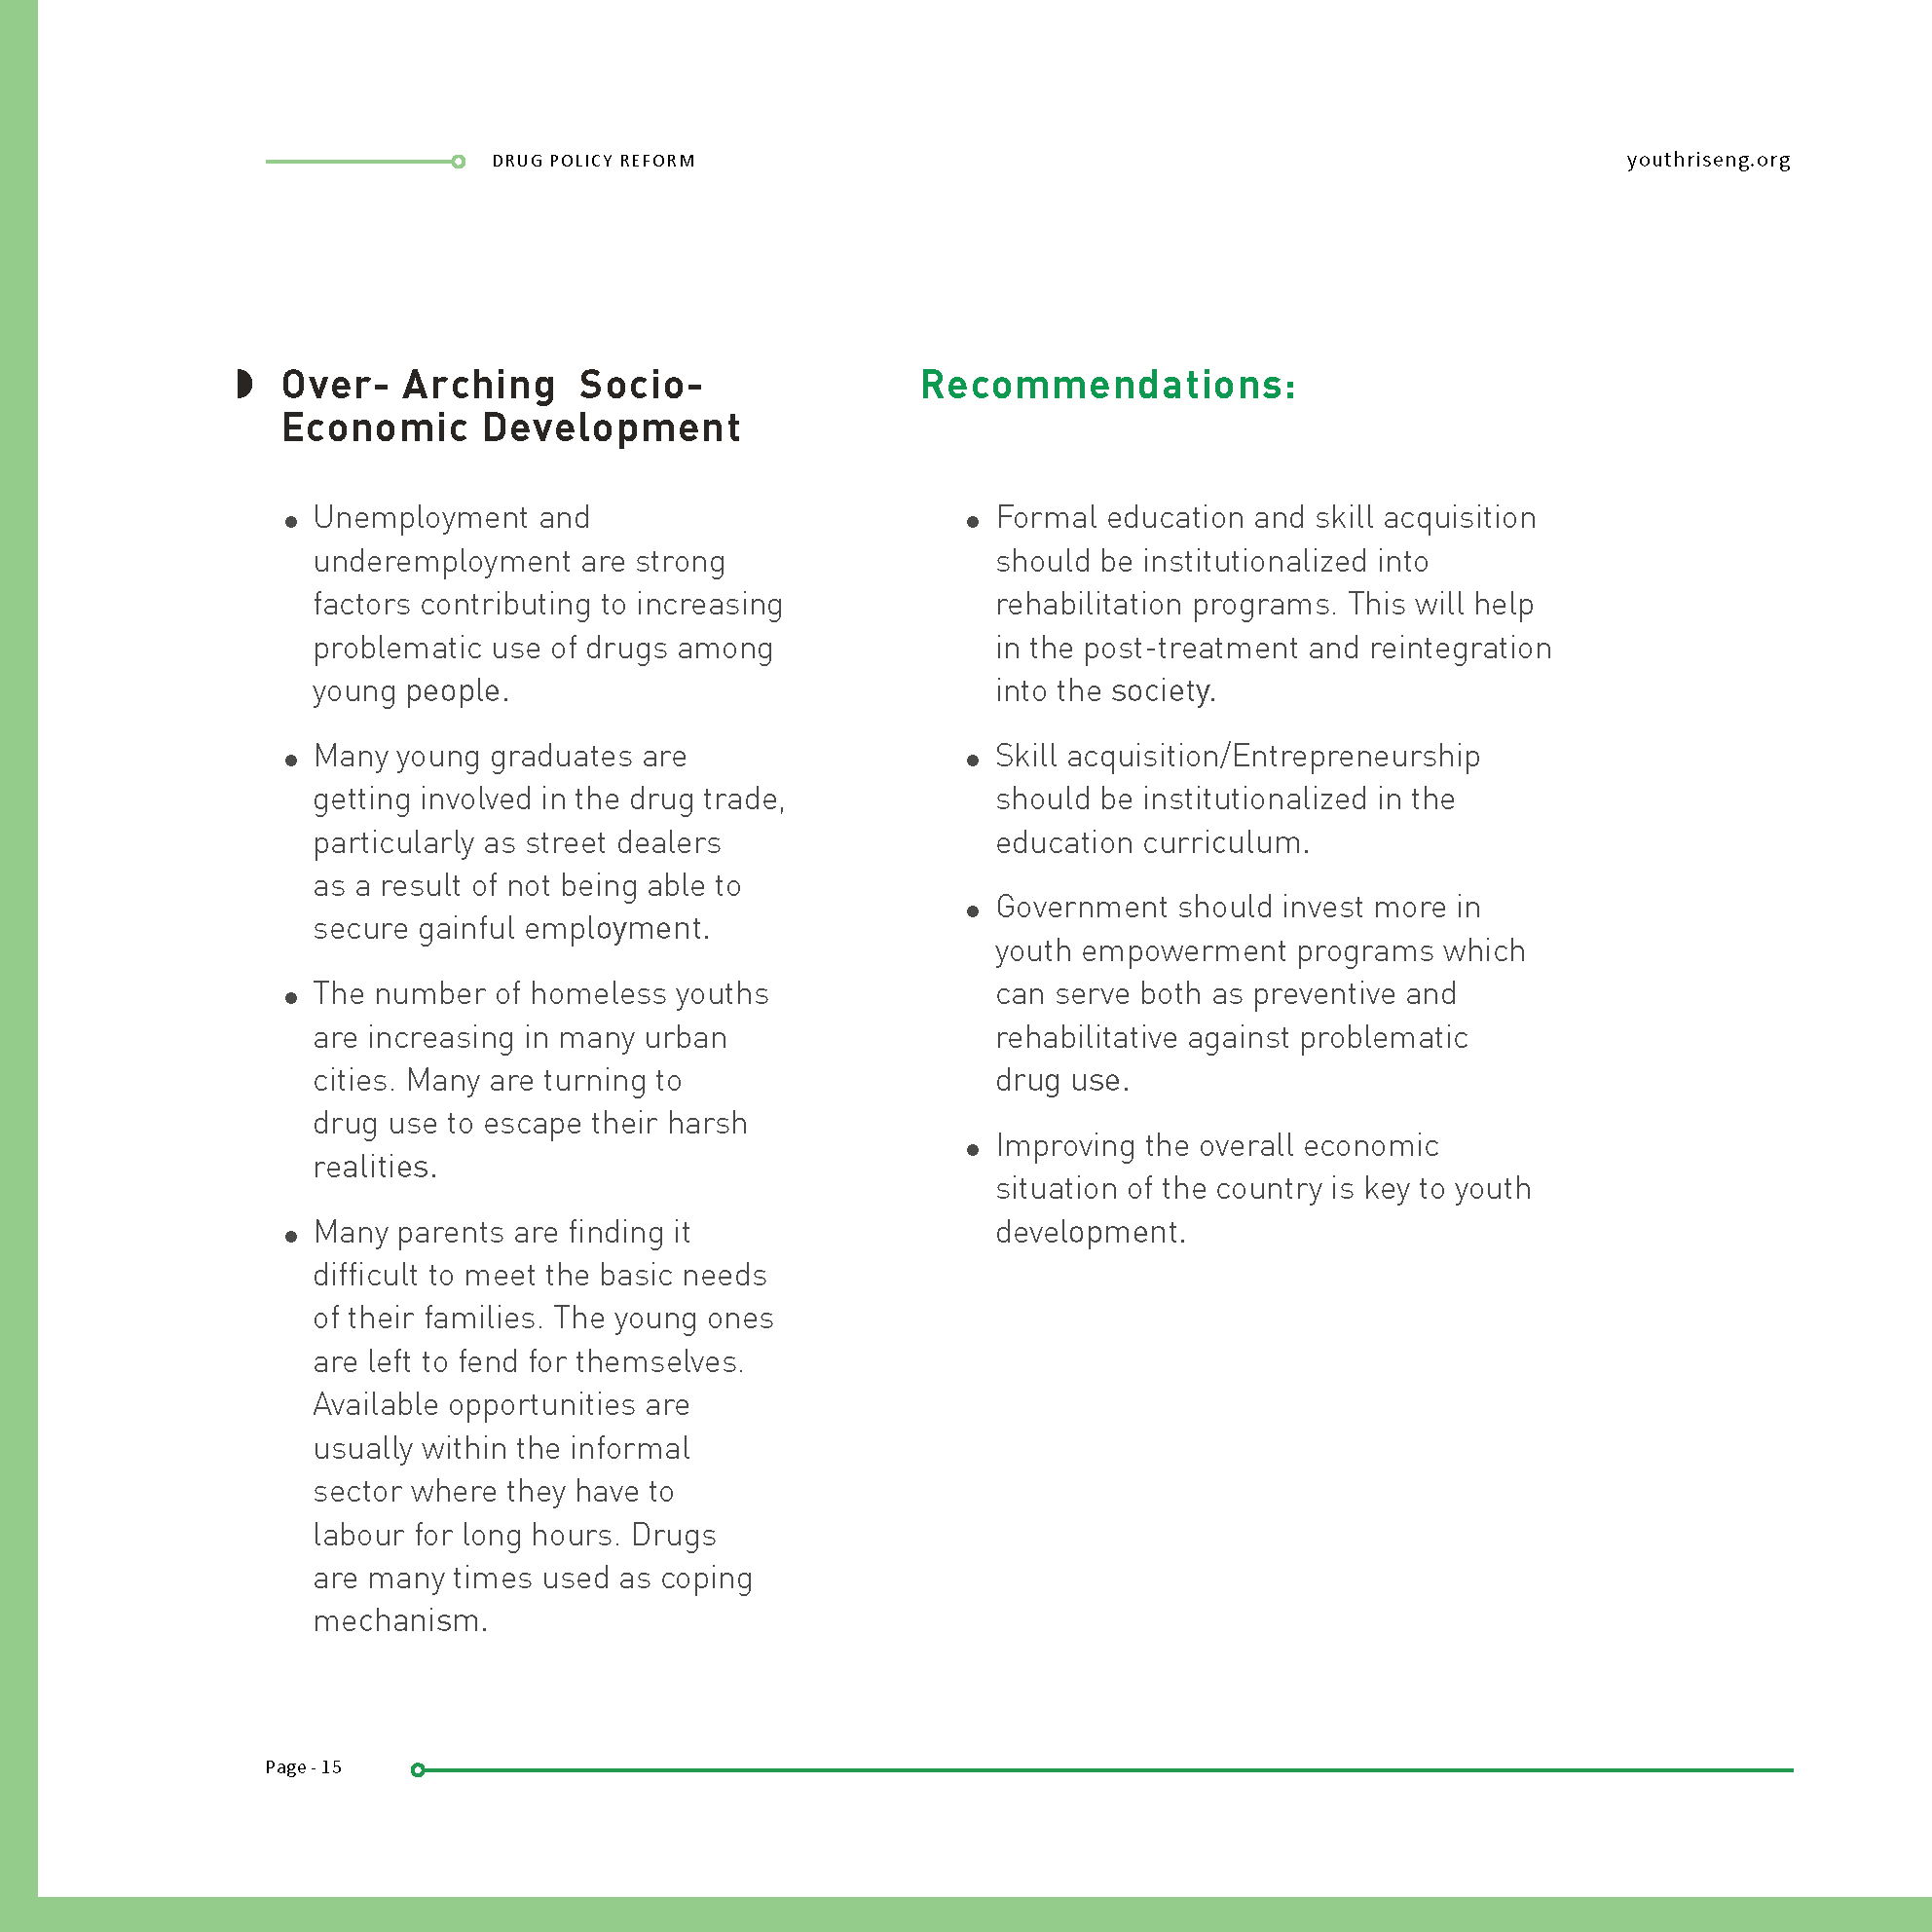 DRUG POLICY REFORM
youthriseng.org
Over- Arching Socio-
Economic Development
• Unemployment and
underemployment are strong
factors contributing to increasing
problematic use of drugs among
young people.
• Many young graduates are
getting involved in the drug trade,
particularly as street dealers
as a result of not being able to
secure gainful employment.
• The number of homeless youths
are increasing in many urban
cities. Many are turning to
drug use to escape their harsh
realities.
• Many parents are finding it
difficult to meet the basic needs
of their families. The young ones
are left to fend for themselves.
Available opportunities are
usually within the informal
sector where they have to
labour for long hours. Drugs
are many times used as coping
mechanism.
Recommendations:
• Formal education and skill acquisition
should be institutionalized into
rehabilitation programs. This will help
in the post-treatment and reintegration
into the society.
• Skill acquisition/Entrepreneurship
should be institutionalized in the
education curriculum.
• Government should invest more in
youth empowerment programs which
can serve both as preventive and
rehabilitative against problematic
drug use.
• Improving the overall economic
situation of the country is key to youth
development.
Page - 15